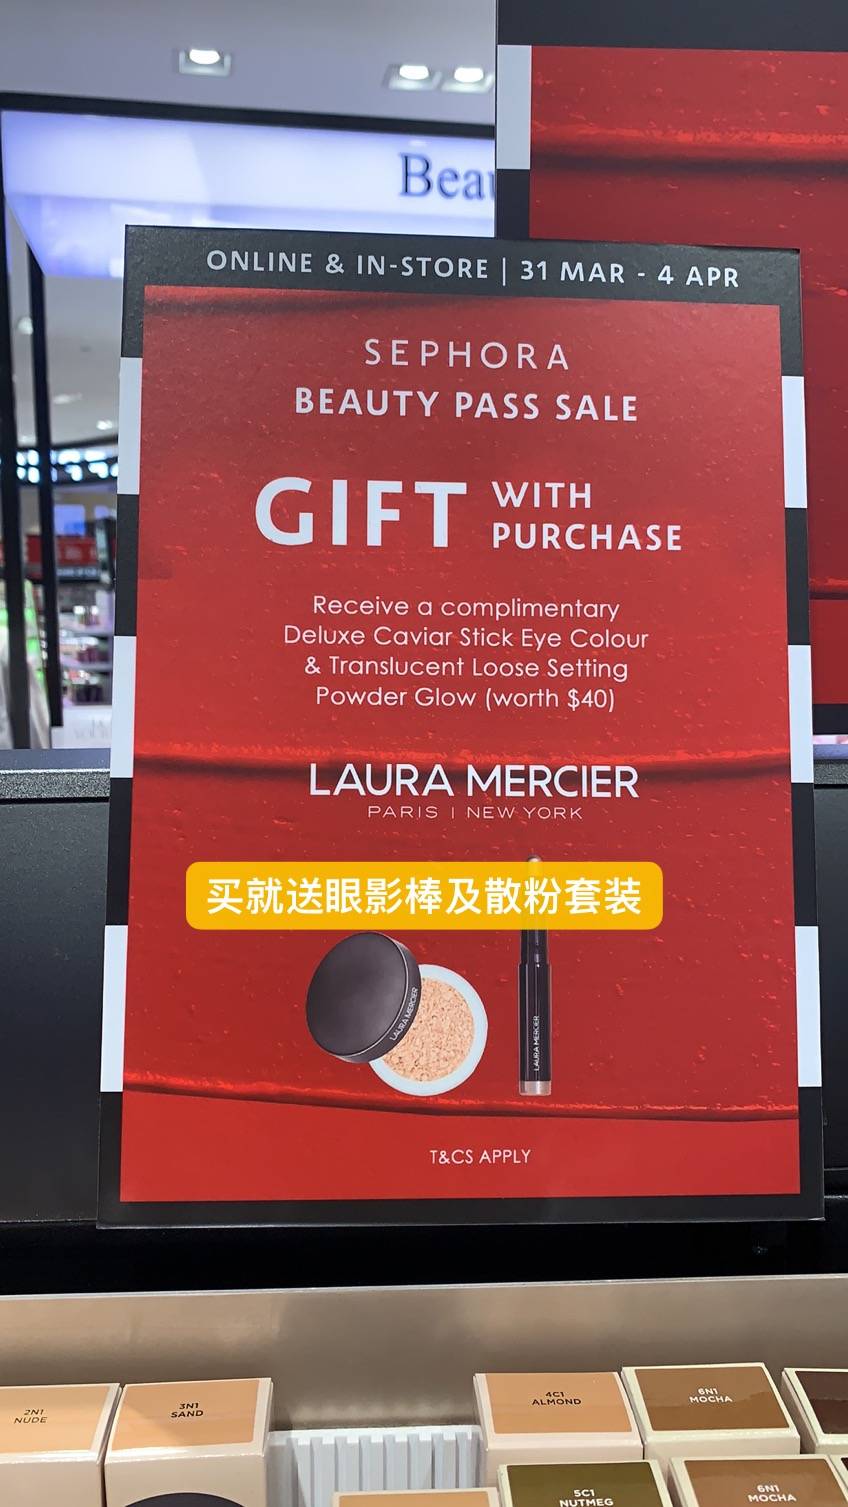 Beau
ONLINE & IN-STORE | 31 MAR - 4 APR
SEPHORA
BEAUTY PASS SALE
GIFT WITH PURCHASE
Receive a complimentary
Deluxe Caviar Stick Eye Colour
& Translucent Loose Setting
Powder Glow (worth $40)
LAURA MERCIER
PARIS | NEW YORK
买就送眼影棒及散粉套装
LAURA MERCIER
LAURA MERCIER
T&CS APPLY
2N1
NUDE
3N1
SAND
4C1
ALMOND
6N1
MOCHA
5C1
NUTMEG
6N1
MOCHA